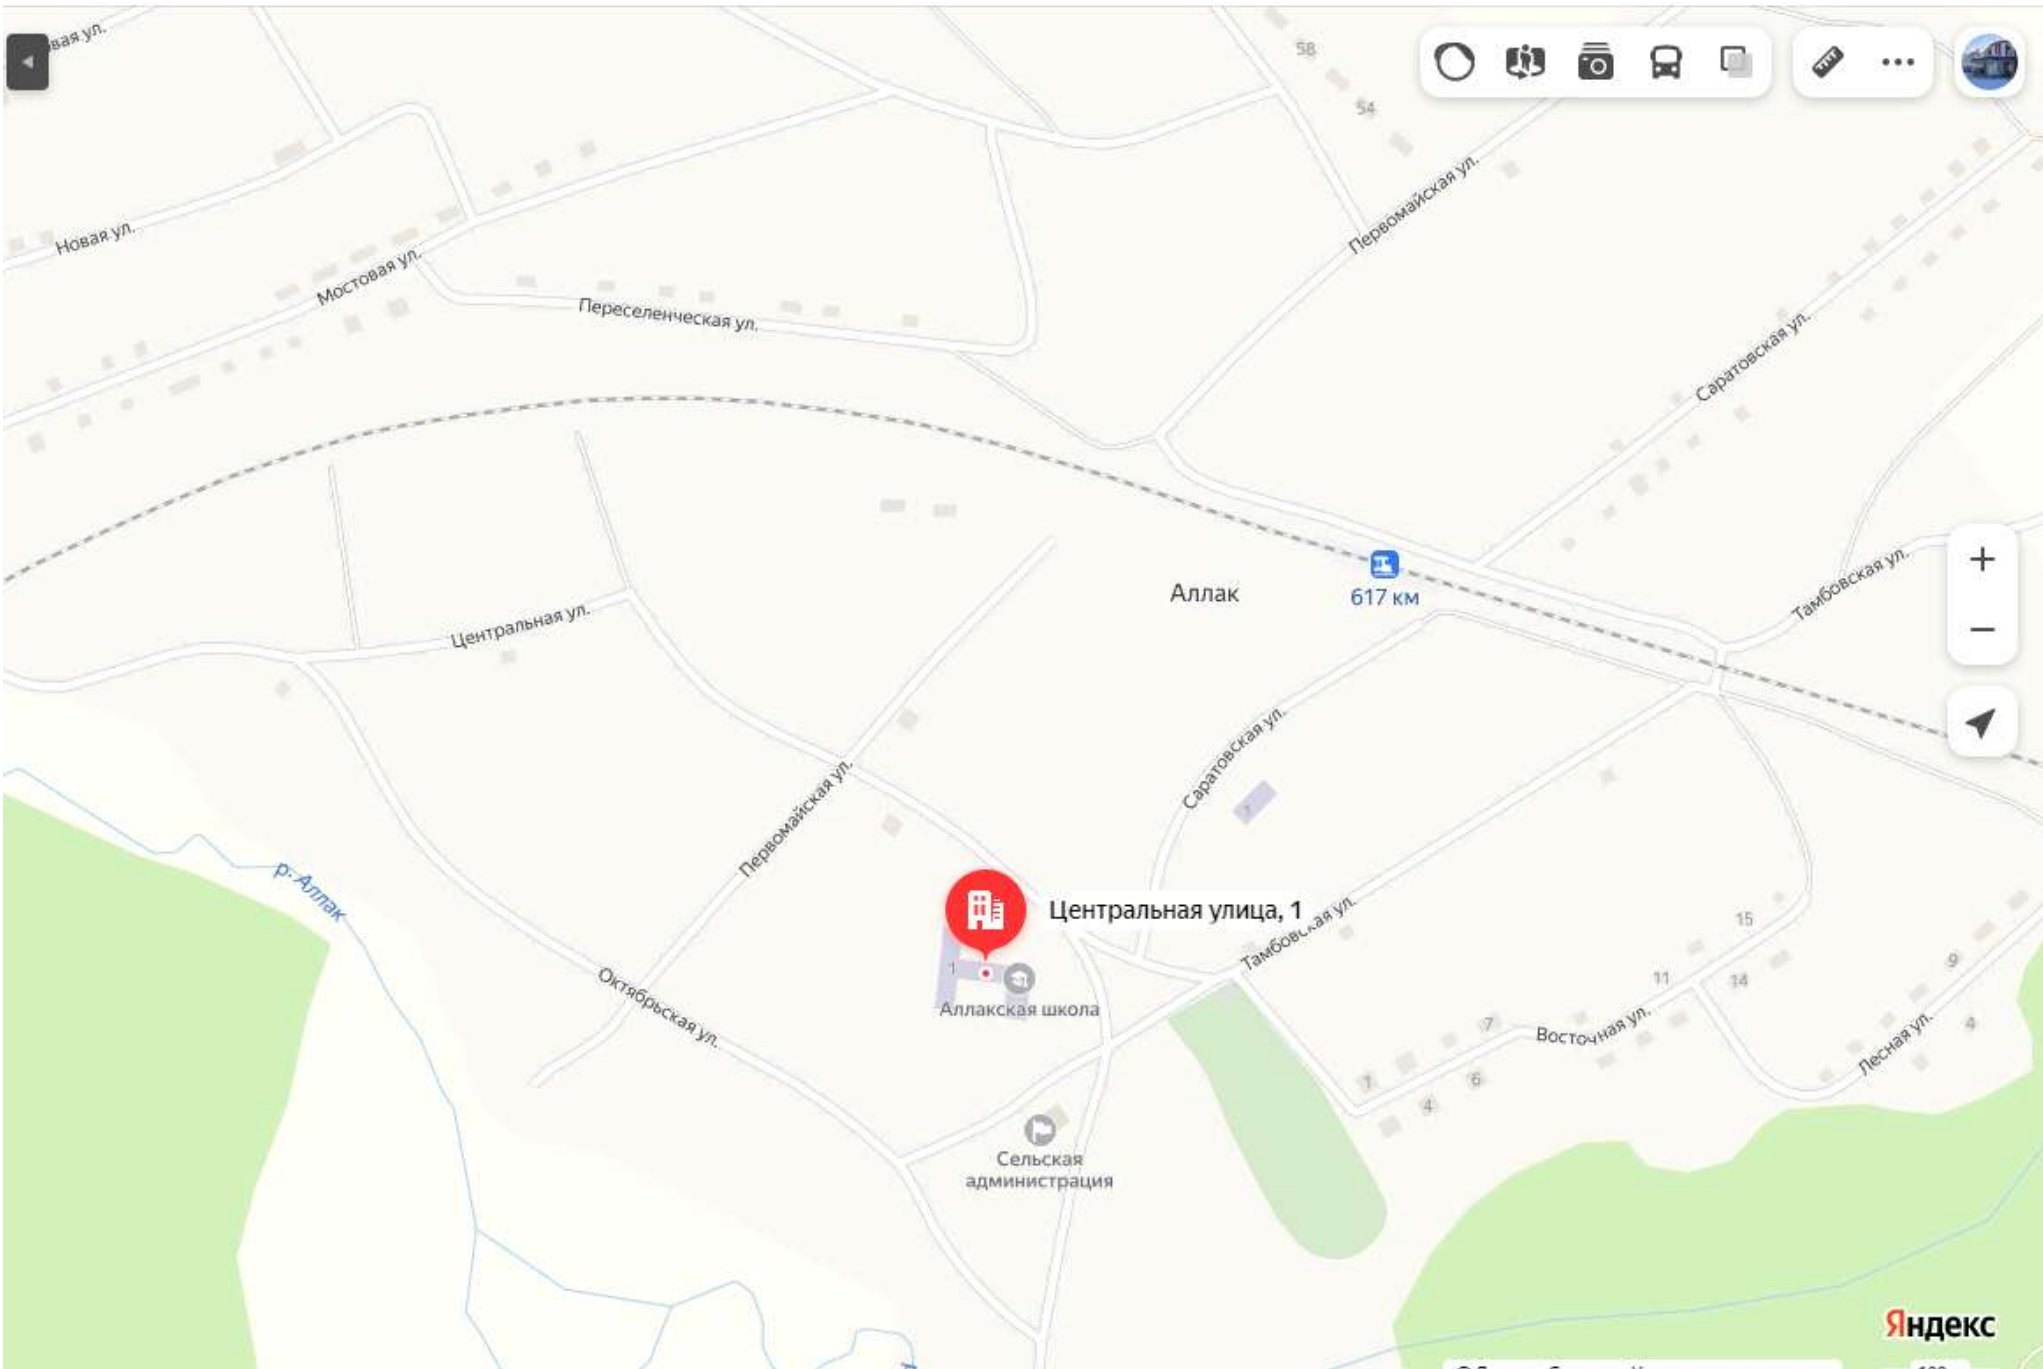 58
54
Первомайская ул.
Новая ул.
Мостовая ул.
Переселенческая ул.
Саратовская ул.
617 км
Аллак
Тамбовская ул.
Центральная ул.
Саратовская ул.
Первомайская ул.
р. Аллак
Центральная улица, 1
Тамбовская ул.
15
11
14
9
1
Аллакская школа
Октябрьская ул.
7
Восточная ул.
4
Лесная ул.
6
4
Сельская
администрация
Яндекс